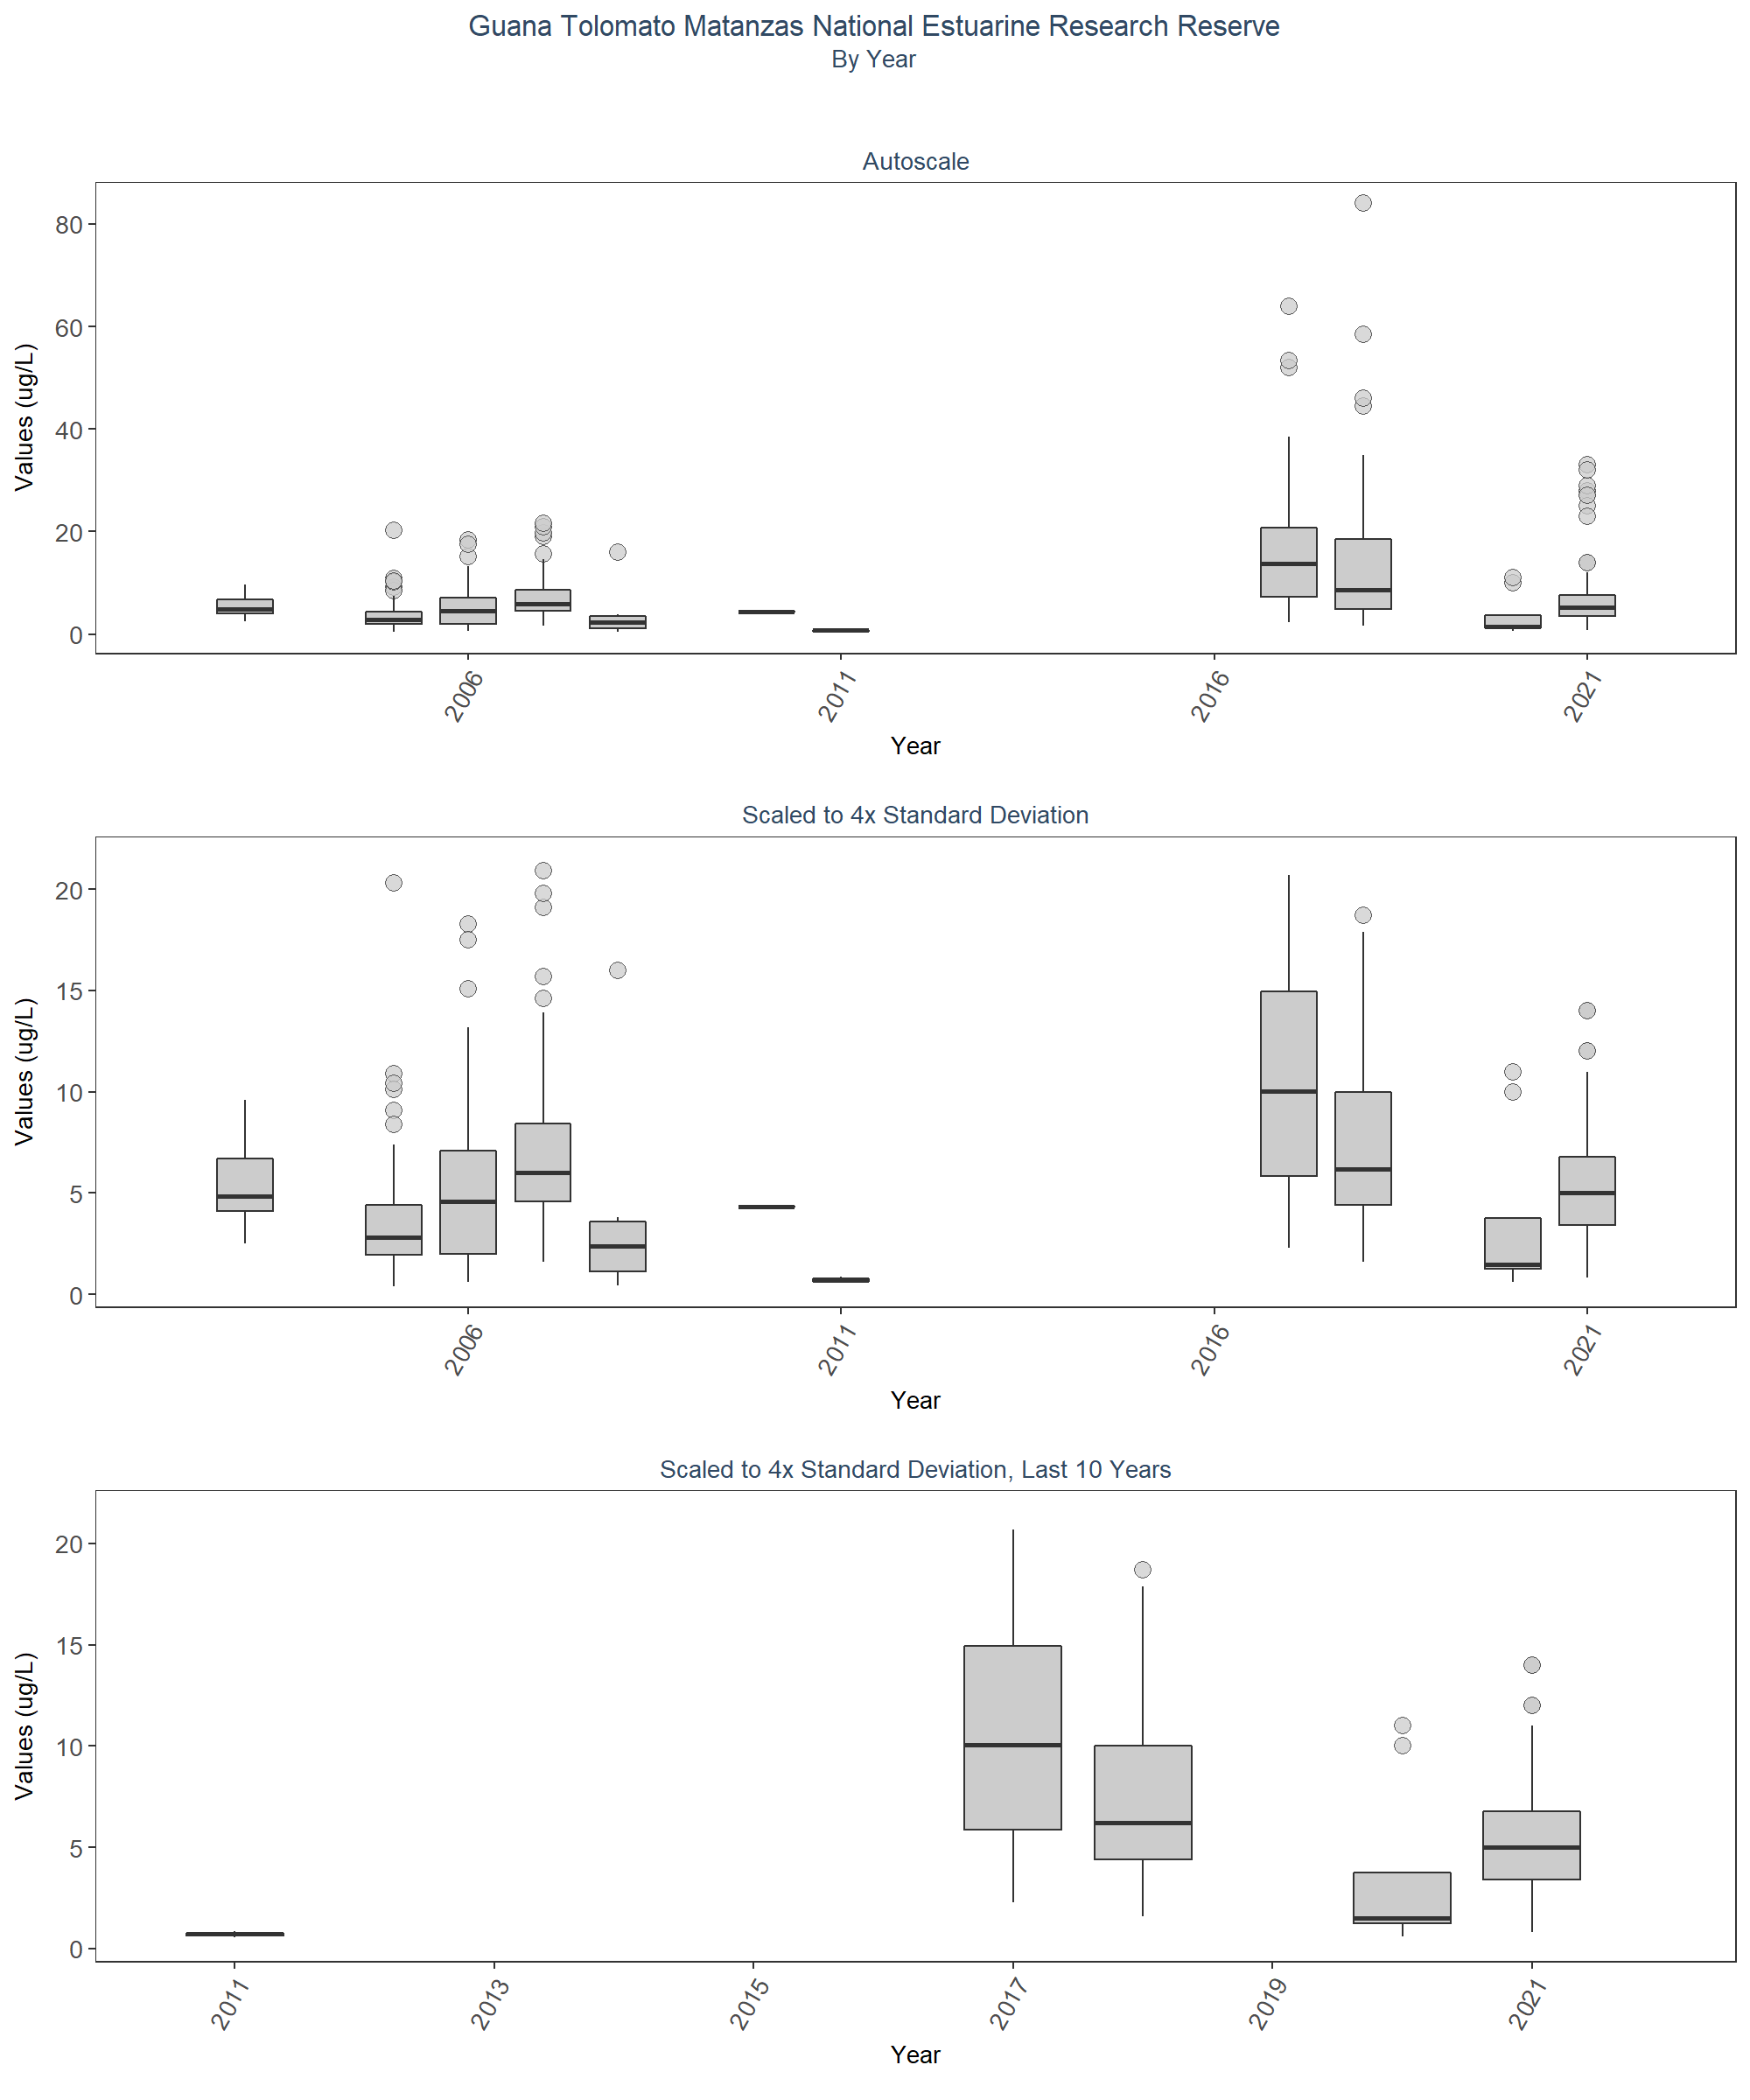 Guana Tolomato Matanzas National Estuarine Research Reserve
By Year
Autoscale
Values (ug/L)
80
60
40
20
0
2006
2011
2016
2021
Year
Scaled to 4x Standard Deviation
Values (ug/L)
20
15
10
5
0
2006
2011
2016
2021
Year
Scaled to 4x Standard Deviation, Last 10 Years
Values (ug/L)
20
15
10
5
0
2011
2013
2015
2017
2019
2021
Year